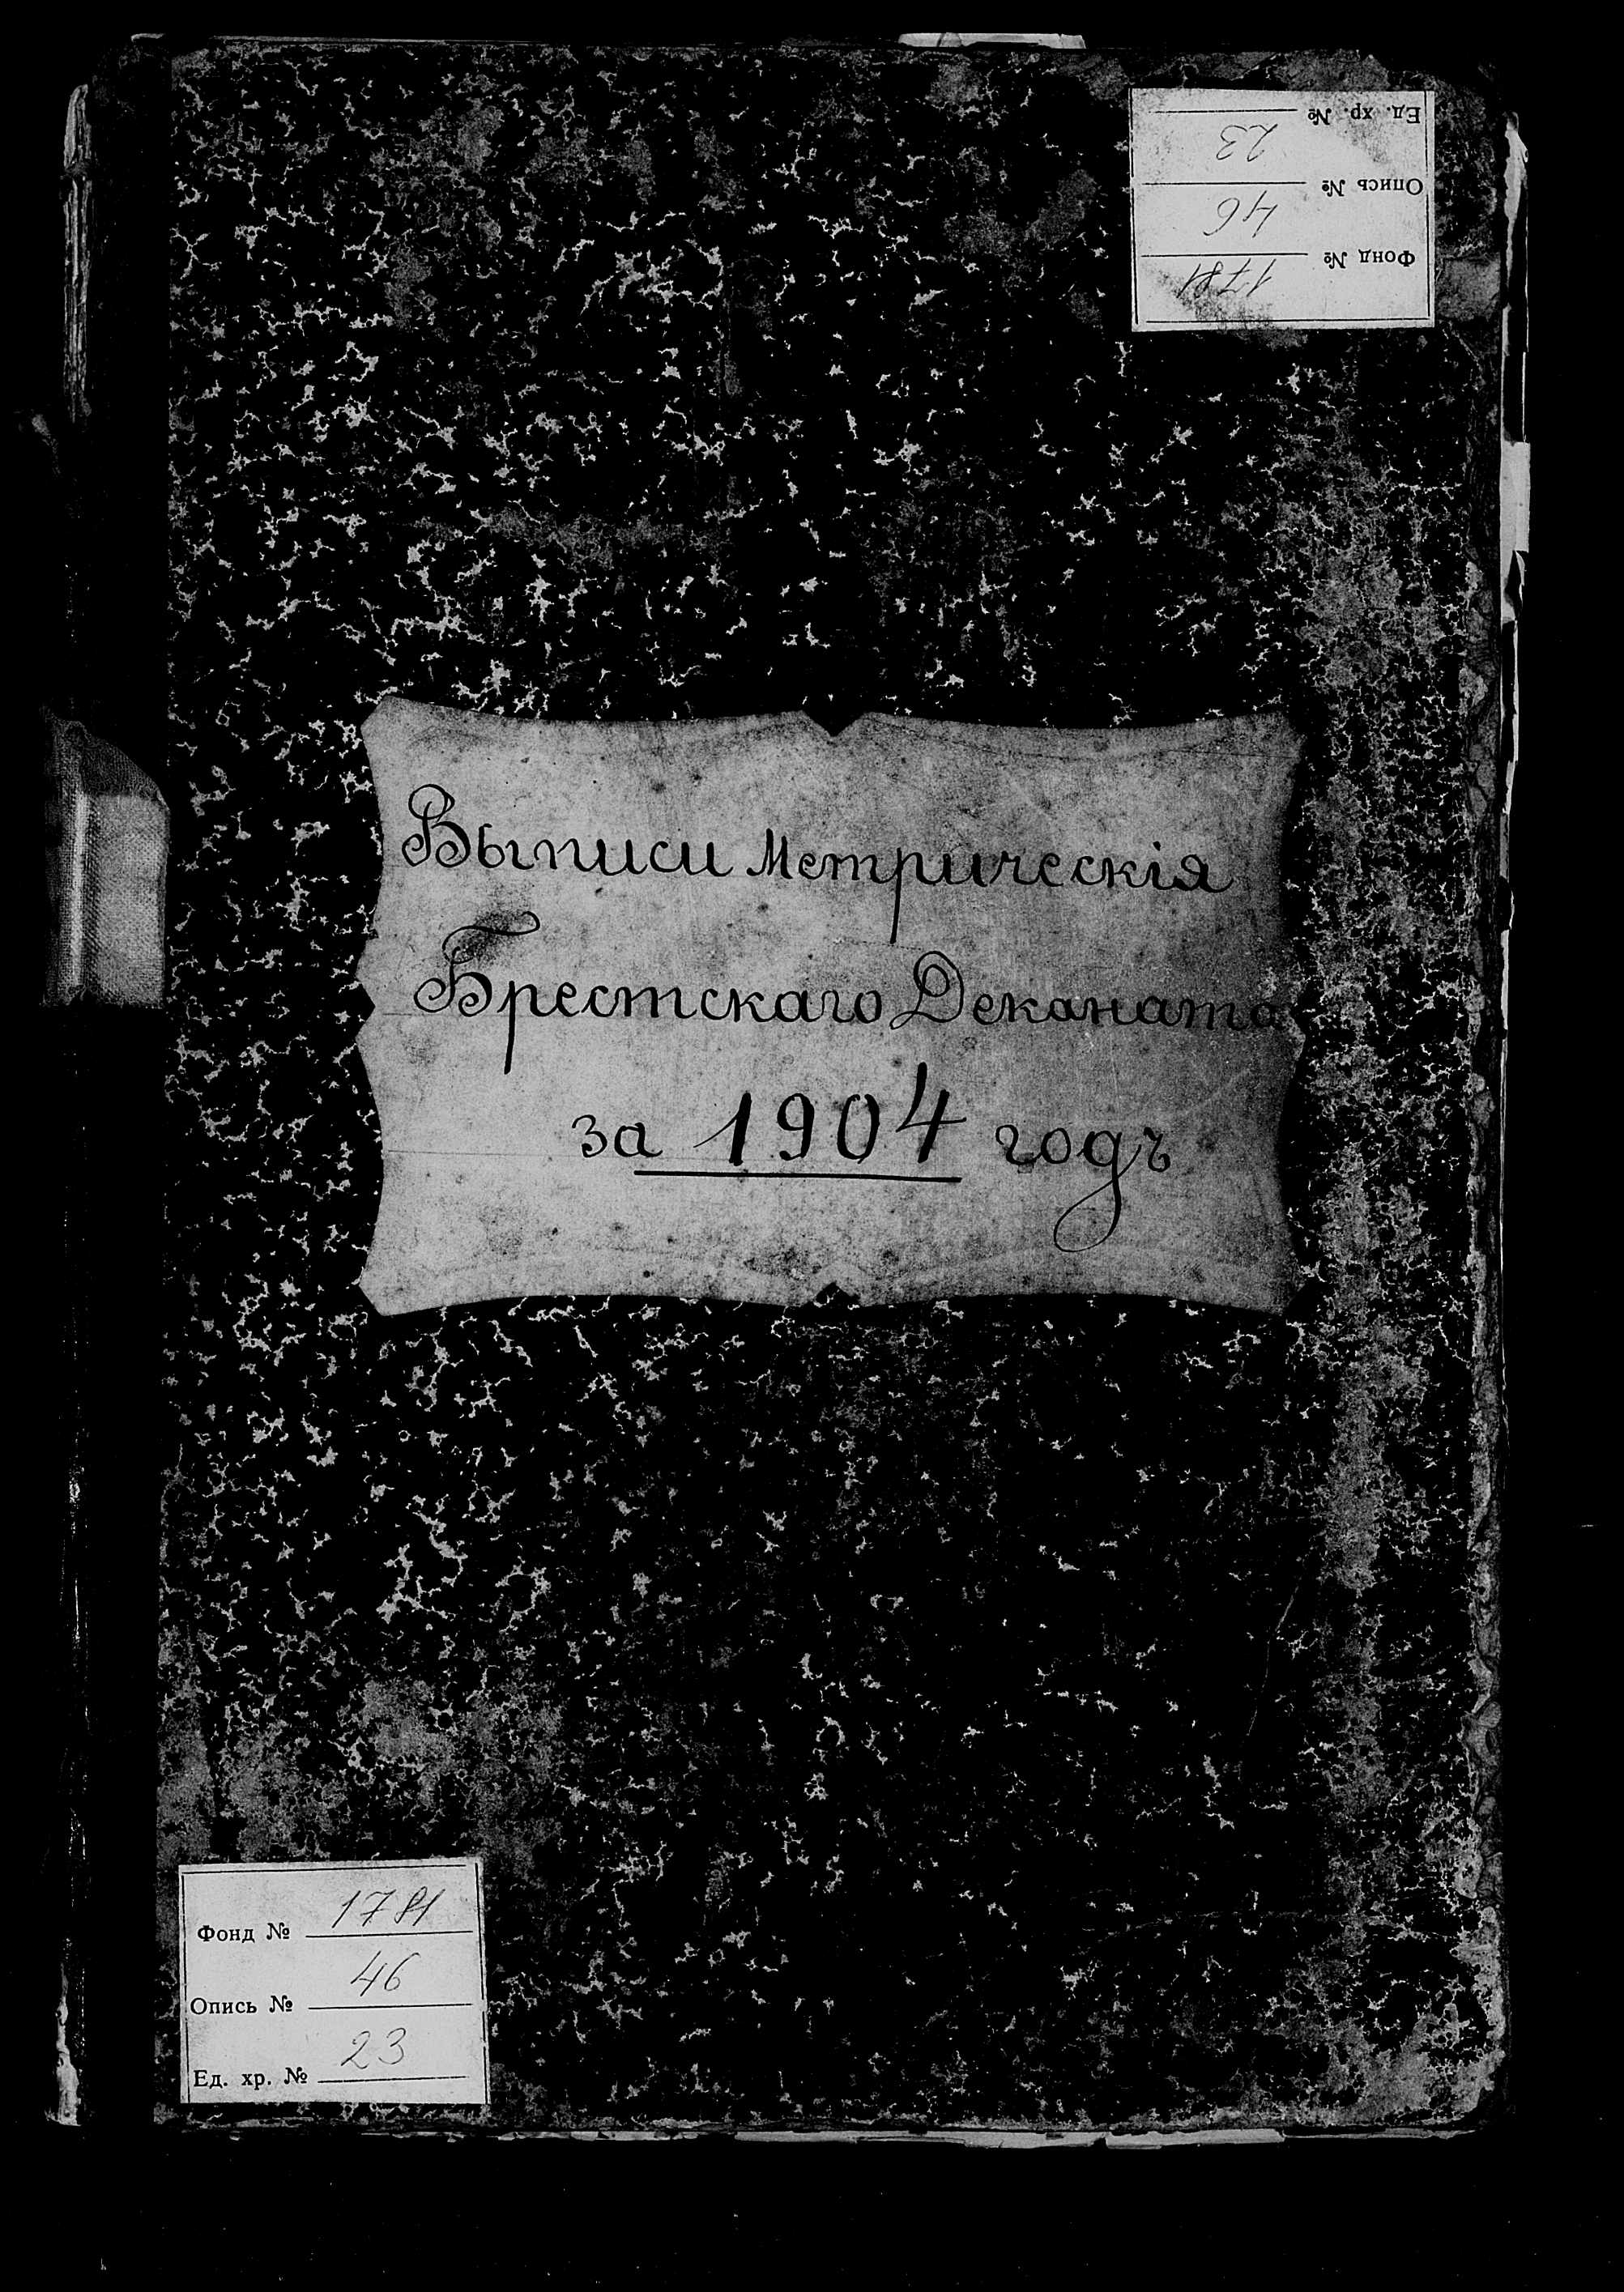 Ед. хр. № 23
Опись № 46
Фонд № 1781
Выписи Метрическія
Брестскаго Деканата
за 1904 годъ
Фонд № 1781
Опись № 46
Ед. хр. № 23